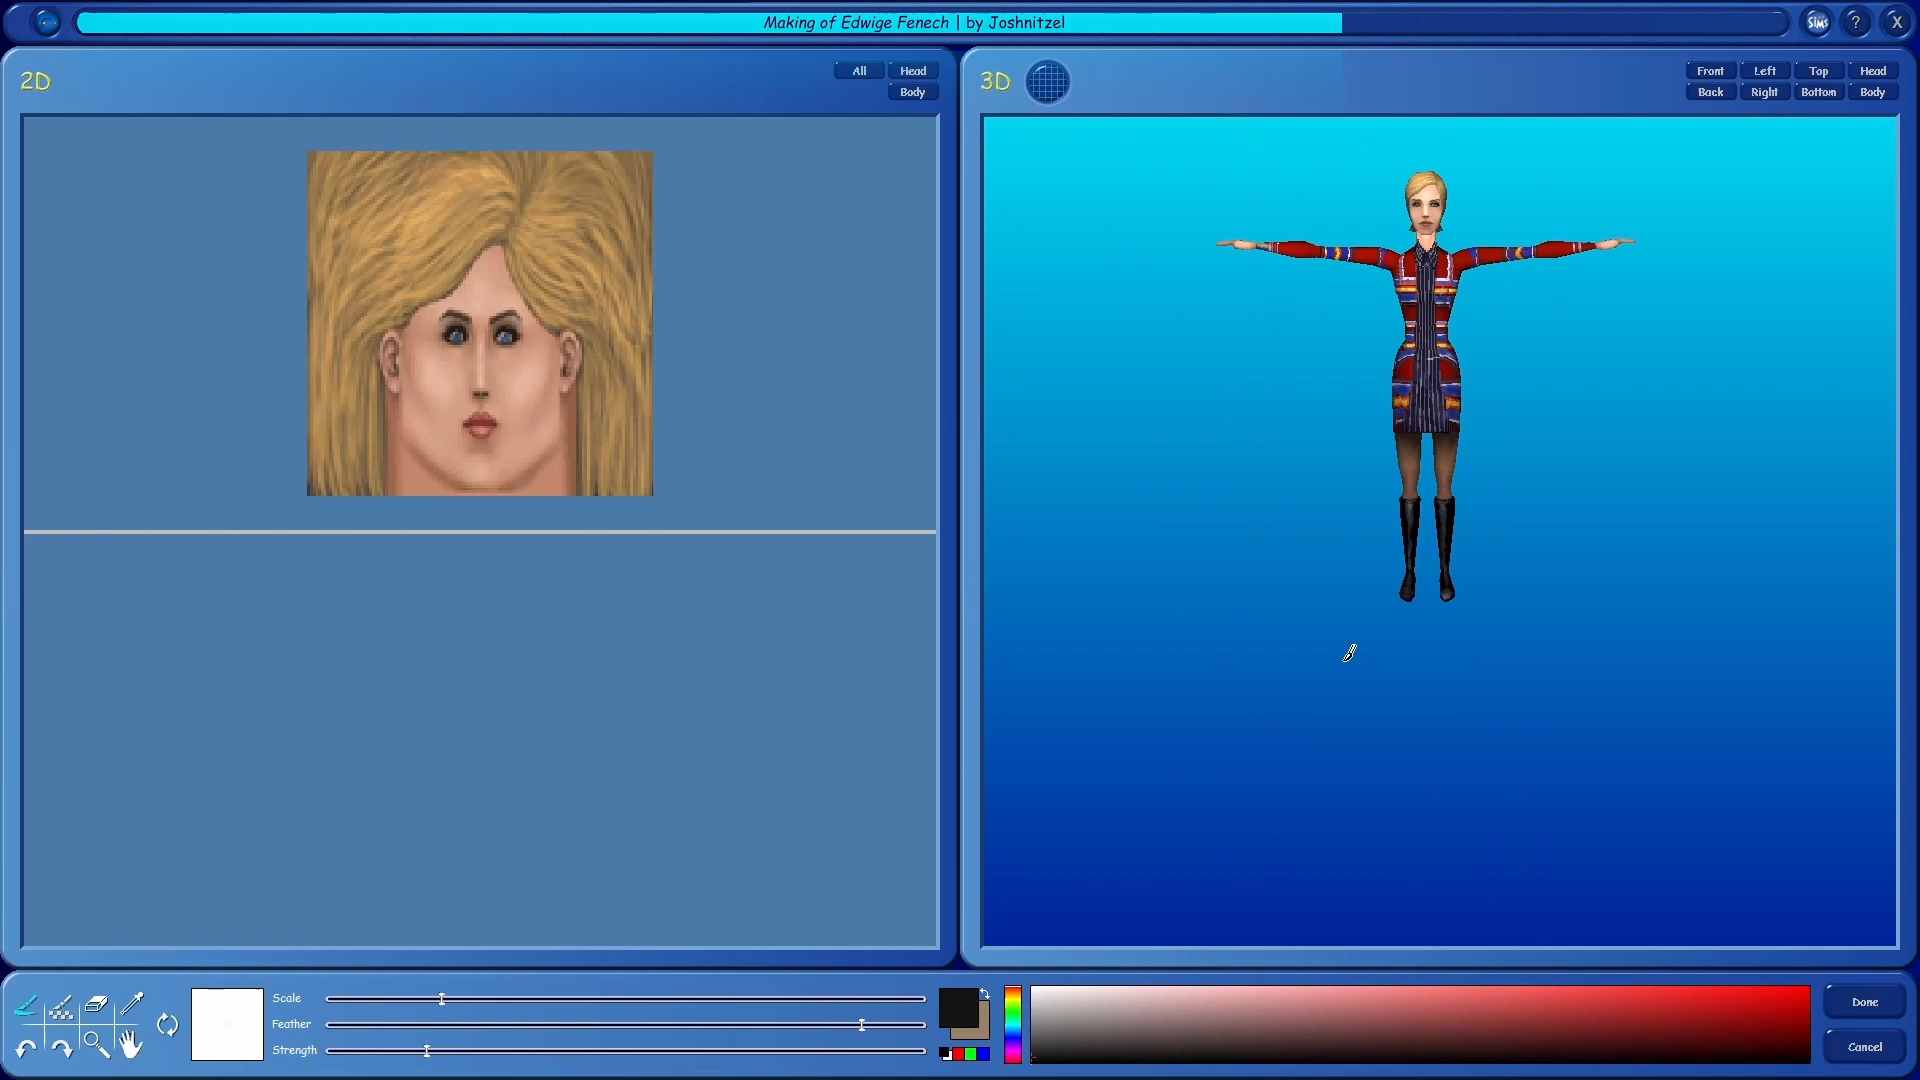 Making of Edwige Fenech | by Joshnitzel
SIMS
?
X
2D
All
Head
Body
3D
Front
Left
Top
Head
Back
Right
Bottom
Body
Scale
Feather
Strength
Done
Cancel